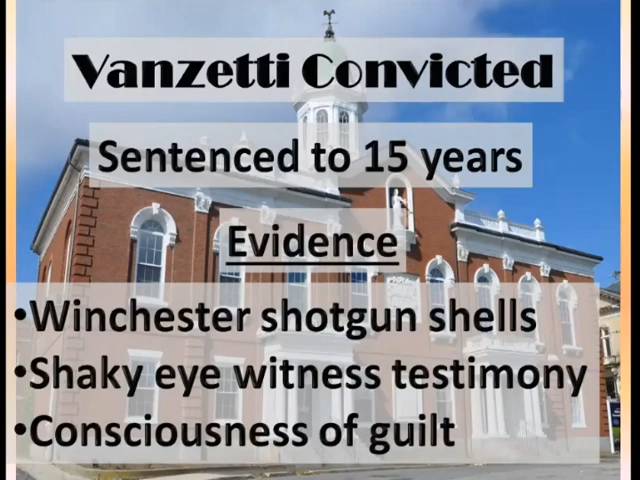 Vanzetti Convicted
Sentenced to 15 years
Evidence
•Winchester shotgun shells
•Shaky eye witness testimony
•Consciousness of guilt